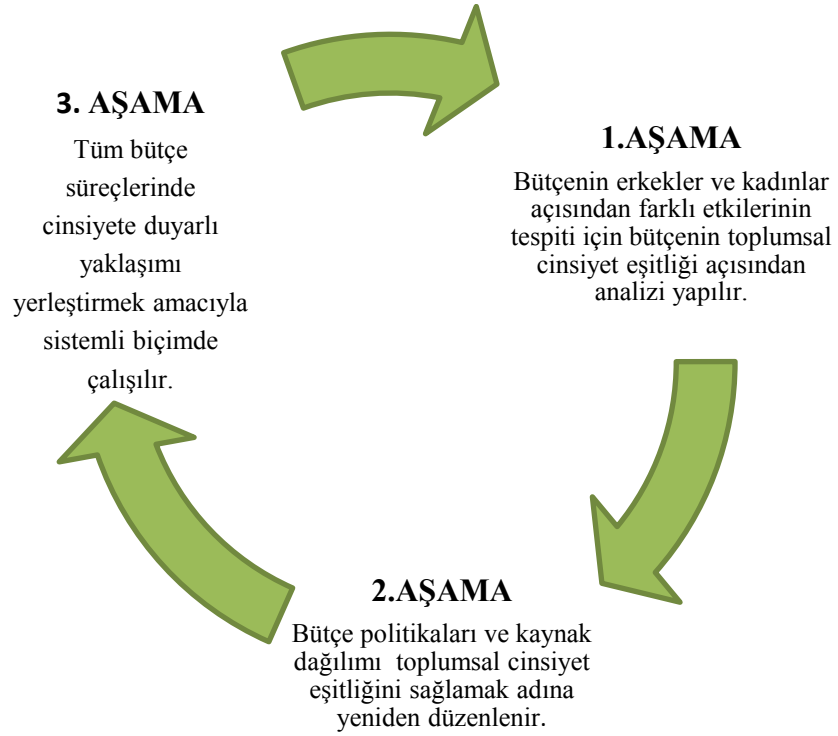 1.AŞAMA
Bütçenin erkekler ve kadınlar
açısından farklı etkilerinin
tespiti için bütçenin toplumsal
cinsiyet eşitliği açısından
analizi yapılır.
2.AŞAMA
Bütçe politikaları ve kaynak
dağılımı toplumsal cinsiyet
eşitliğini sağlamak adına
yeniden düzenlenir.
3. AŞAMA
Tüm bütçe
süreçlerinde
cinsiyete duyarlı
yaklaşımı
yerleştirmek amacıyla
sistemli biçimde
çalışılır.